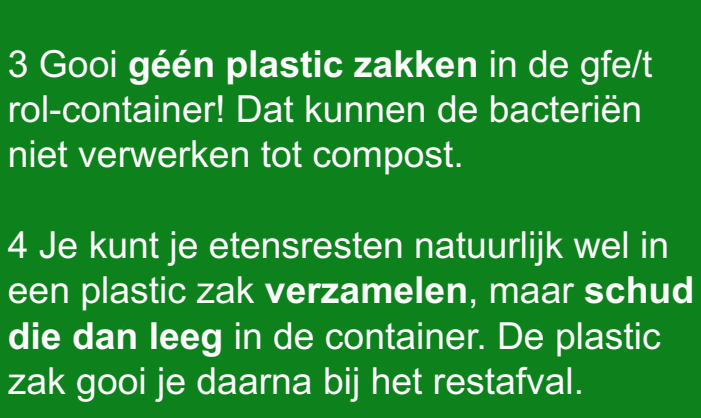 3 Gooi géén plastic zakken in de gfe/t
rol-container! Dat kunnen de bacteriën
niet verwerken tot compost.
4 Je kunt je etensresten natuurlijk wel in
een plastic zak verzamelen, maar schud
die dan leeg in de container. De plastic
zak gooi je daarna bij het restafval.